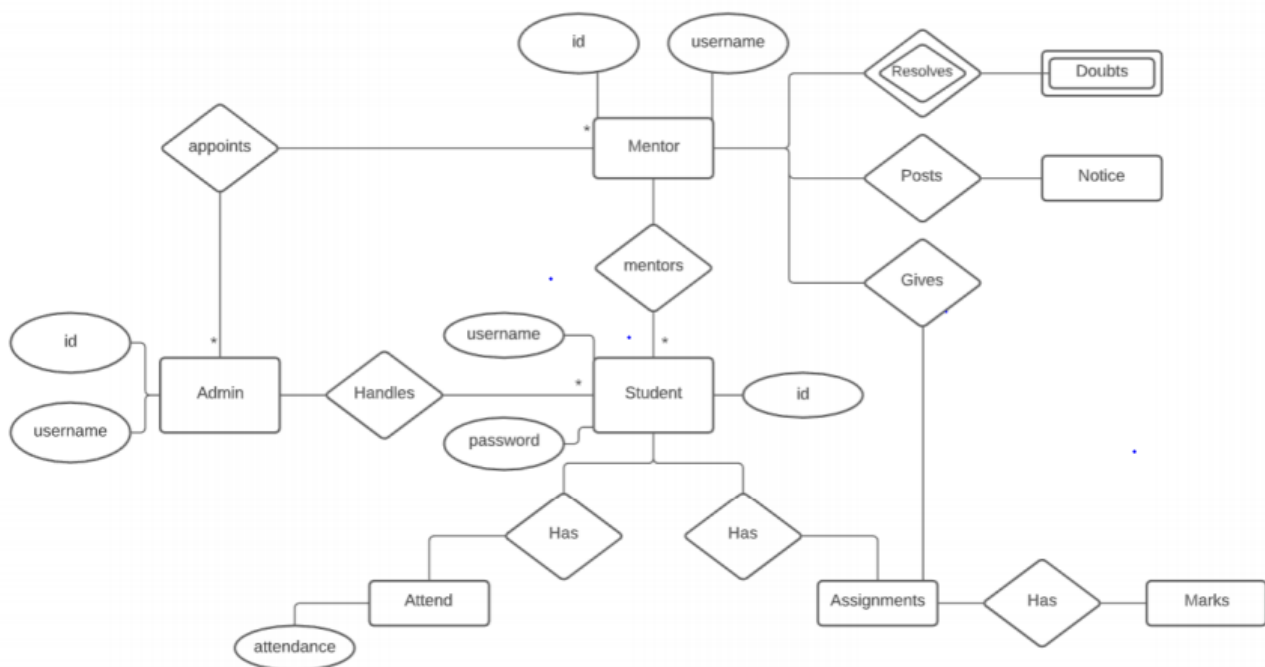 id
username
Resolves
Doubts
appoints
*
Mentor
Posts
Notice
mentors
Gives
id
username
*
*
Admin
Handles
*
username
Student
id
password
username
Has
Has
Attend
Assignments
Has
Marks
attendance